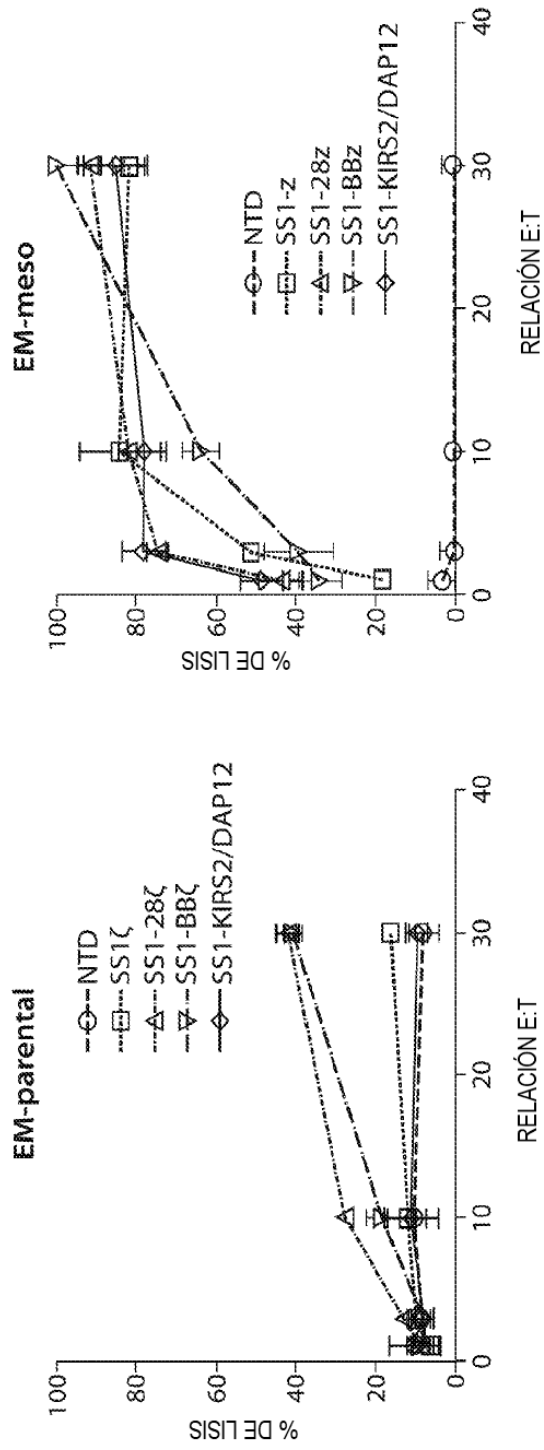 EM-parental
NTD
SS1ζ
SS1-28ζ
SS1-BBζ
SS1-KIRS2/DAP12
% DE LISIS
100
80
60
40
20
0
0
10
20
30
40
RELACIÓN E:T
EM-meso
NTD
SS1-z
SS1-28z
SS1-BBz
SS1-KIRS2/DAP12
% DE LISIS
100
80
60
40
20
0
0
10
20
30
40
RELACIÓN E:T